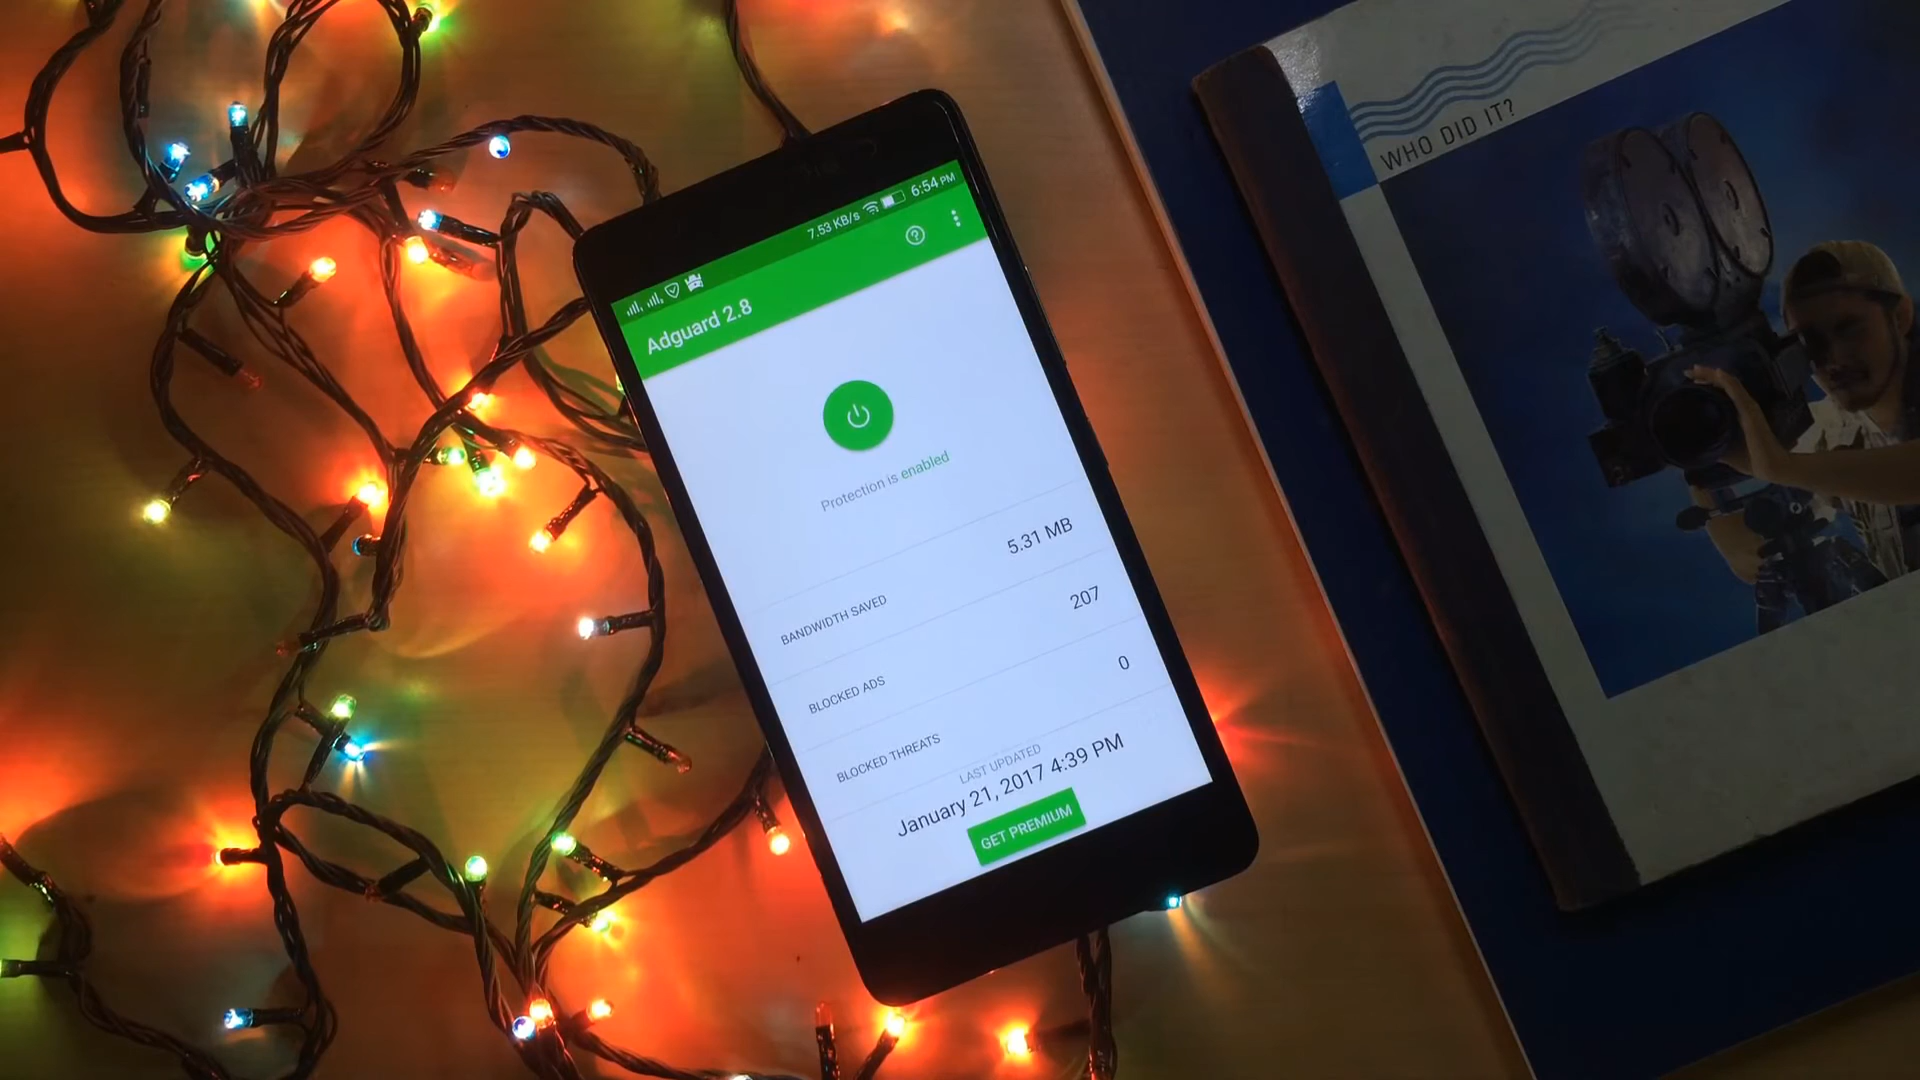 7.53 KB/s 6:54 PM
Adguard 2.8
Protection is enabled
BANDWIDTH SAVED 5.31 MB
BLOCKED ADS 207
BLOCKED THREATS 0
LAST UPDATED
January 21, 2017 4:39 PM
GET PREMIUM
WHO DID IT?